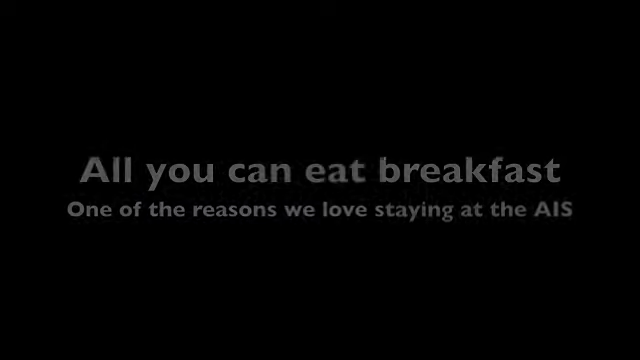 All you can eat breakfast
One of the reasons we love staying at the AIS